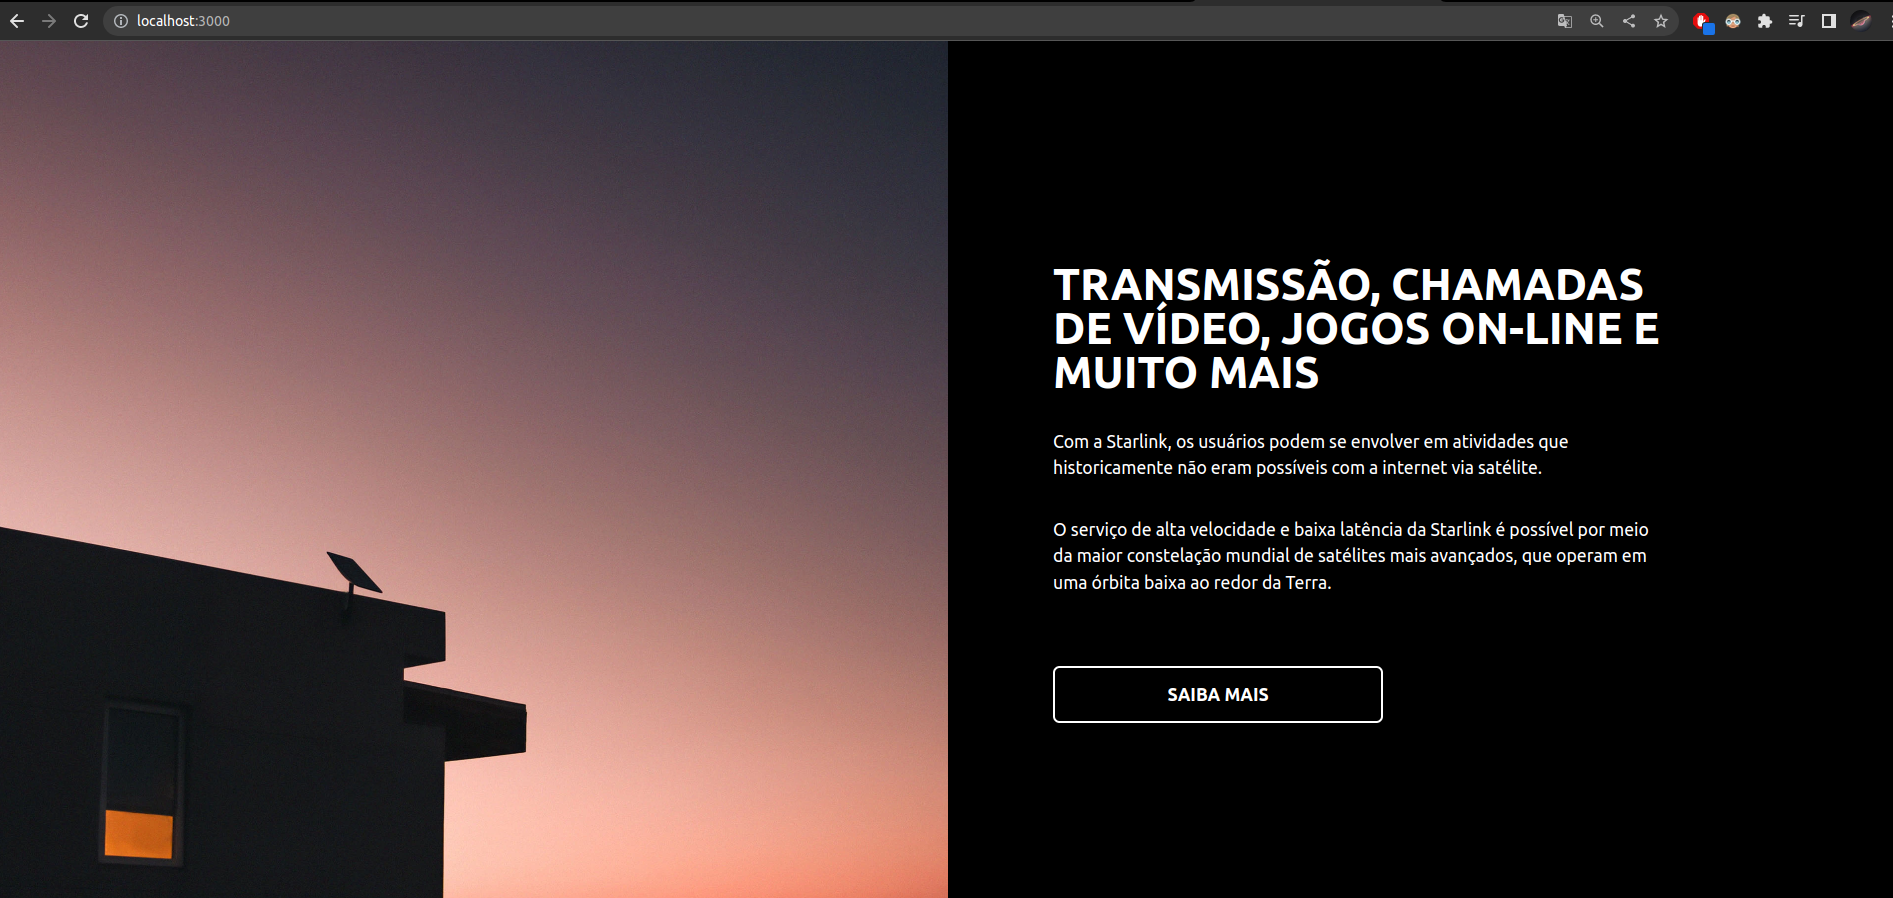 localhost:3000
TRANSMISSÃO, CHAMADAS
DE VÍDEO, JOGOS ON-LINE E
MUITO MAIS
Com a Starlink, os usuários podem se envolver em atividades que
historicamente não eram possíveis com a internet via satélite.
O serviço de alta velocidade e baixa latência da Starlink é possível por meio
da maior constelação mundial de satélites mais avançados, que operam em
uma órbita baixa ao redor da Terra.
SAIBA MAIS